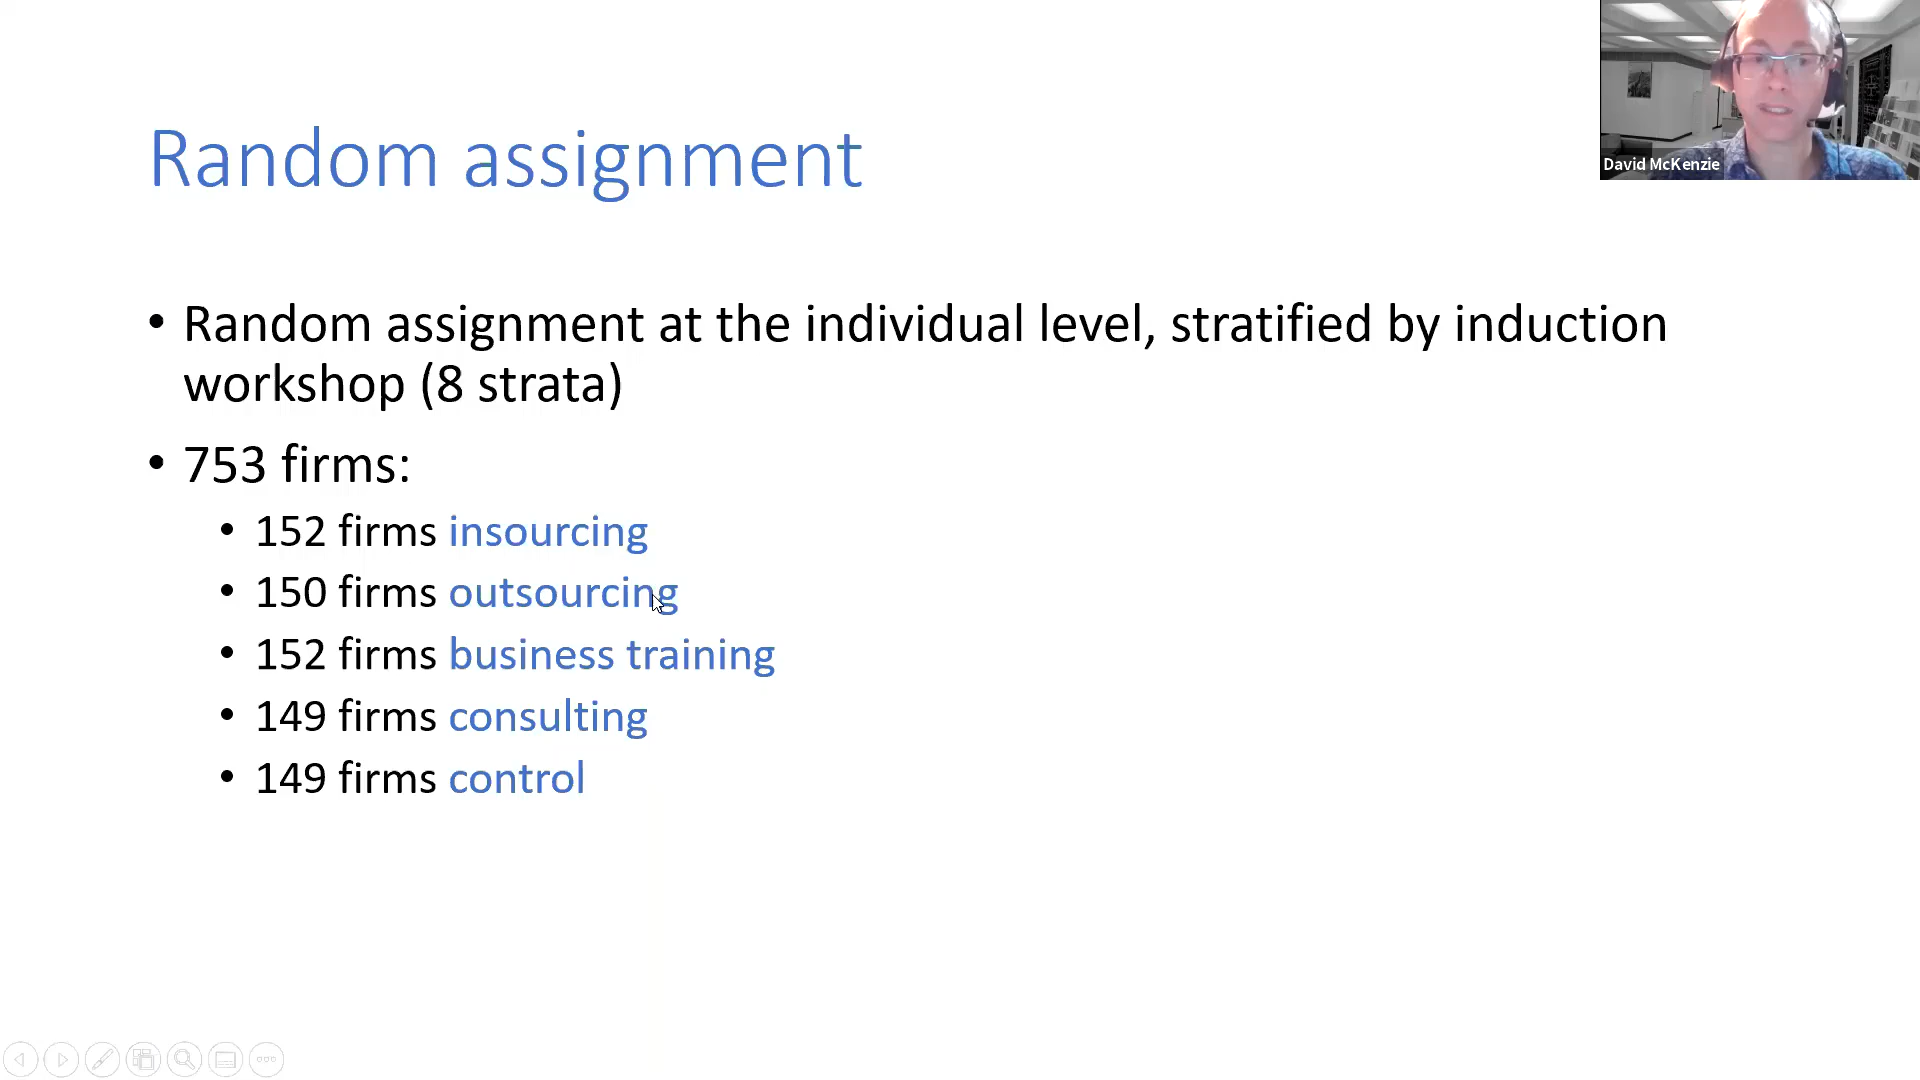 David McKenzie
Random assignment
• Random assignment at the individual level, stratified by induction
workshop (8 strata)
• 753 firms:
• 152 firms insourcing
• 150 firms outsourcing
• 152 firms business training
• 149 firms consulting
• 149 firms control